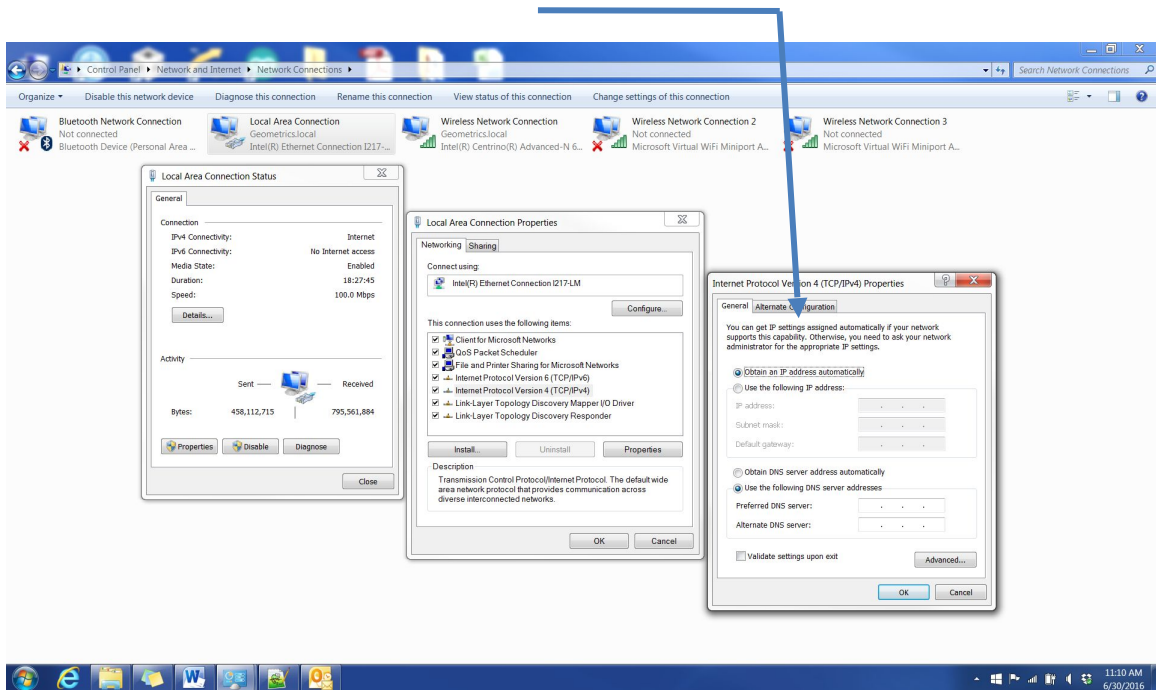 Control Panel Network and Internet Network Connections
Search Network Connections
Organize Disable this network device Diagnose this connection Rename this connection View status of this connection Change settings of this connection
Bluetooth Network Connection
Not connected
Bluetooth Device (Personal Area ...
Local Area Connection
Geometrics.local
Intel(R) Ethernet Connection I217-...
Wireless Network Connection
Geometrics.local
Intel(R) Centrino(R) Advanced-N 6...
Wireless Network Connection 2
Not connected
Microsoft Virtual WiFi Miniport A...
Wireless Network Connection 3
Not connected
Microsoft Virtual WiFi Miniport A...
Local Area Connection Status
General
Connection
IPv4 Connectivity: Internet
IPv6 Connectivity: No Internet access
Media State: Enabled
Duration: 18:27:45
Speed: 100.0 Mbps
Details...
Activity
Sent Received
Bytes: 458,112,715 795,561,884
Properties Disable Diagnose
Close
Local Area Connection Properties
Networking Sharing
Connect using:
Intel(R) Ethernet Connection I217-LM
Configure...
This connection uses the following items:
Client for Microsoft Networks
QoS Packet Scheduler
File and Printer Sharing for Microsoft Networks
Internet Protocol Version 6 (TCP/IPv6)
Internet Protocol Version 4 (TCP/IPv4)
Link-Layer Topology Discovery Mapper I/O Driver
Link-Layer Topology Discovery Responder
Install... Uninstall Properties
Description
Transmission Control Protocol/Internet Protocol. The default wide
area network protocol that provides communication across
diverse interconnected networks.
OK Cancel
Internet Protocol Version 4 (TCP/IPv4) Properties
General Alternate Configuration
You can get IP settings assigned automatically if your network
supports this capability. Otherwise, you need to ask your network
administrator for the appropriate IP settings.
Obtain an IP address automatically
Use the following IP address:
IP address:
Subnet mask:
Default gateway:
Obtain DNS server address automatically
Use the following DNS server addresses
Preferred DNS server:
Alternate DNS server:
Validate settings upon exit
Advanced...
OK Cancel
11:10 AM
6/30/2016